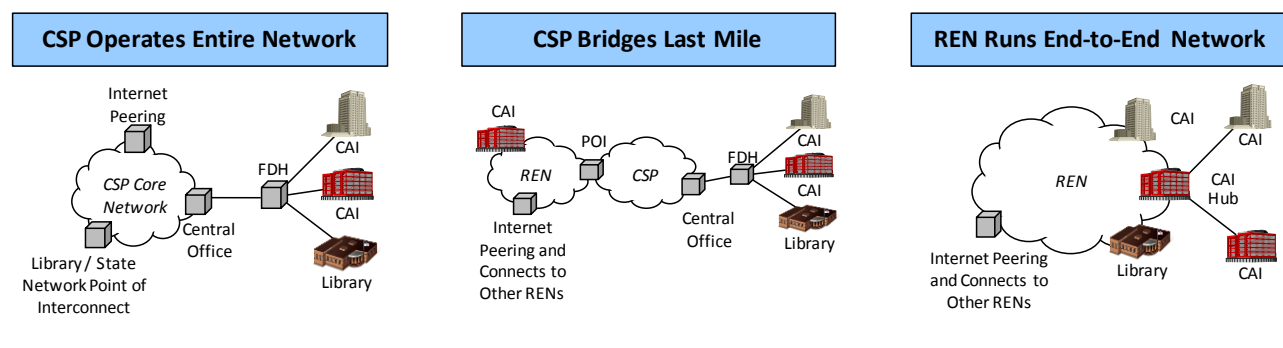 CSP Operates Entire Network
Internet
Peering
CSP Core
Network
FDH
CAI
CAI
Central
Office
Library / State
Network Point of
Interconnect
Library
CSP Bridges Last Mile
CAI
POI
REN
CSP
FDH
CAI
CAI
Internet
Peering and
Connects to
Other RENs
Central
Office
Library
REN Runs End-to-End Network
CAI
CAI
REN
CAI
Hub
Internet Peering
and Connects to
Other RENs
Library
CAI